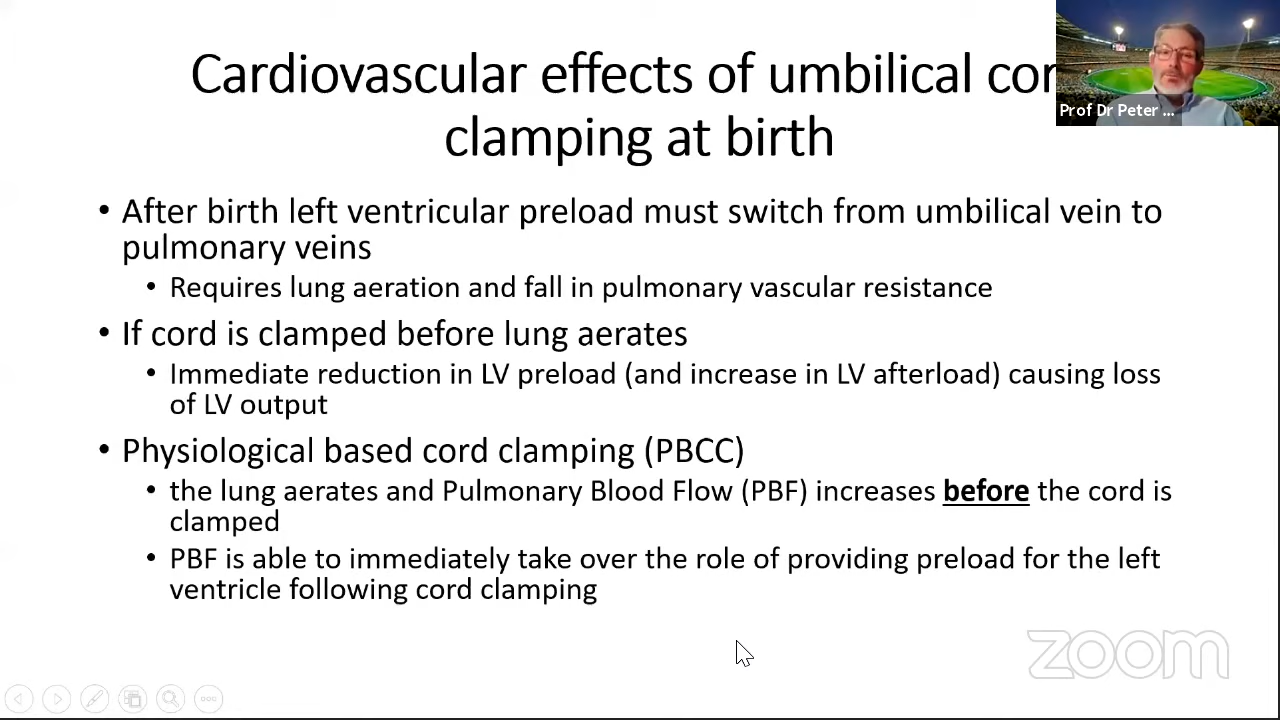 Cardiovascular effects of umbilical cor
clamping at birth
Prof Dr Peter ...
• After birth left ventricular preload must switch from umbilical vein to
pulmonary veins
• Requires lung aeration and fall in pulmonary vascular resistance
• If cord is clamped before lung aerates
• Immediate reduction in LV preload (and increase in LV afterload) causing loss
of LV output
• Physiological based cord clamping (PBCC)
• the lung aerates and Pulmonary Blood Flow (PBF) increases before the cord is
clamped
• PBF is able to immediately take over the role of providing preload for the left
ventricle following cord clamping
zoom